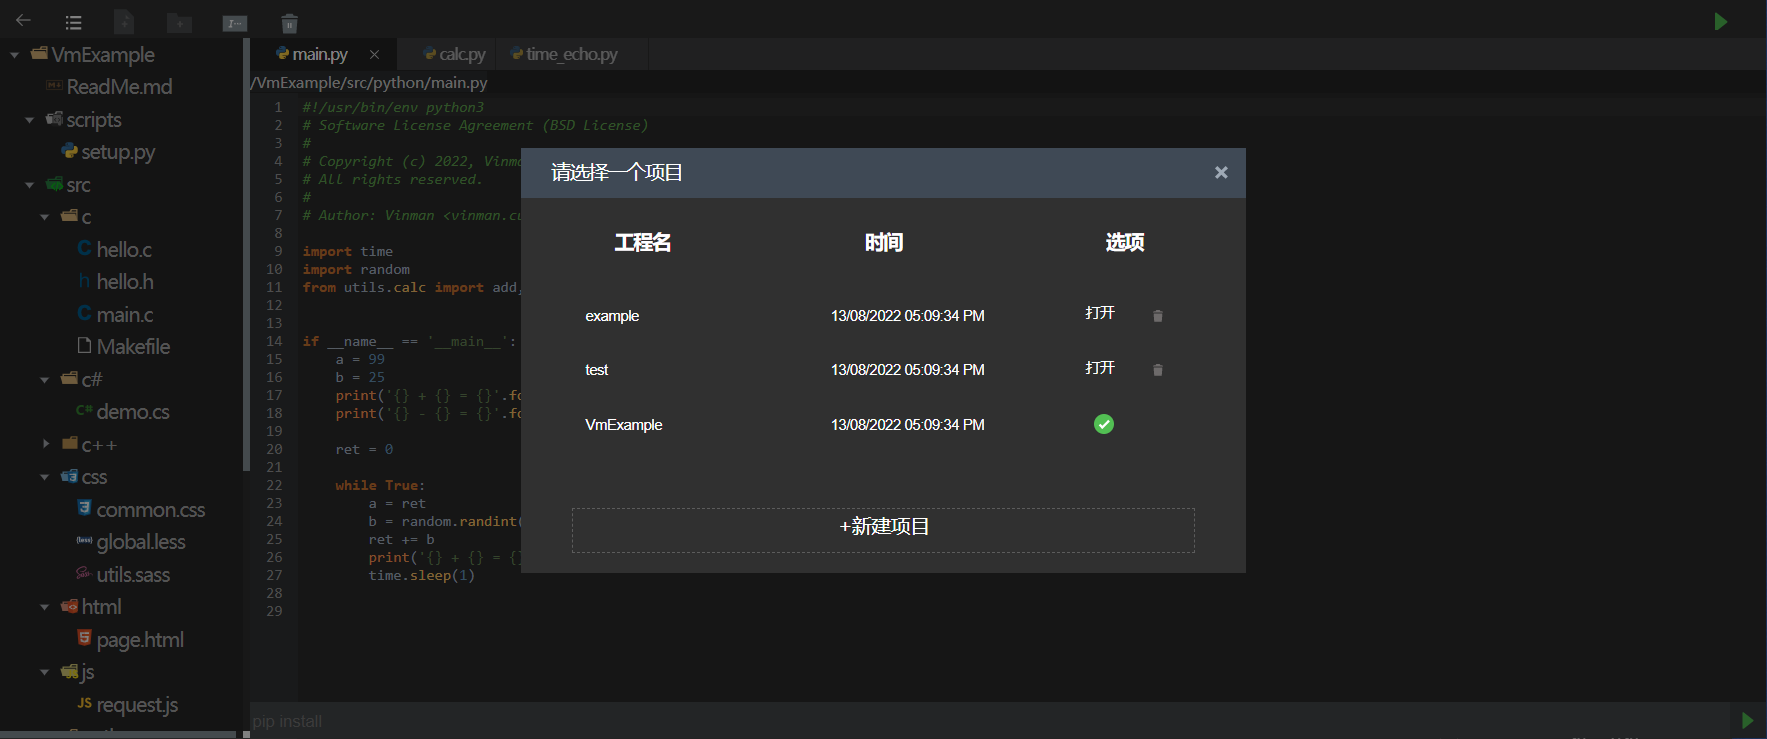 VmExample
ReadMe.md
scripts
setup.py
src
c
hello.c
hello.h
main.c
Makefile
c#
demo.cs
c++
css
common.css
global.less
utils.sass
html
page.html
js
JS request.js
main.py
calc.py
time_echo.py
/VmExample/src/python/main.py
1 #!/usr/bin/env python3
2 # Software License Agreement (BSD License)
3 #
4 # Copyright (c) 2022, Vinma
5 # All rights reserved.
6 #
7 # Author: Vinman <vinman.cu
8
9 import time
10 import random
11 from utils.calc import add,
12
13
14 if __name__ == '__main__':
15 a = 99
16 b = 25
17 print('{} + {} = {}'.fo
18 print('{} - {} = {}'.fo
19
20 ret = 0
21
22 while True:
23 a = ret
24 b = random.randint(
25 ret += b
26 print('{} + {} = {}
27 time.sleep(1)
28
29
请选择一个项目
工程名 时间 选项
example 13/08/2022 05:09:34 PM 打开
test 13/08/2022 05:09:34 PM 打开
VmExample 13/08/2022 05:09:34 PM
+新建项目
pip install